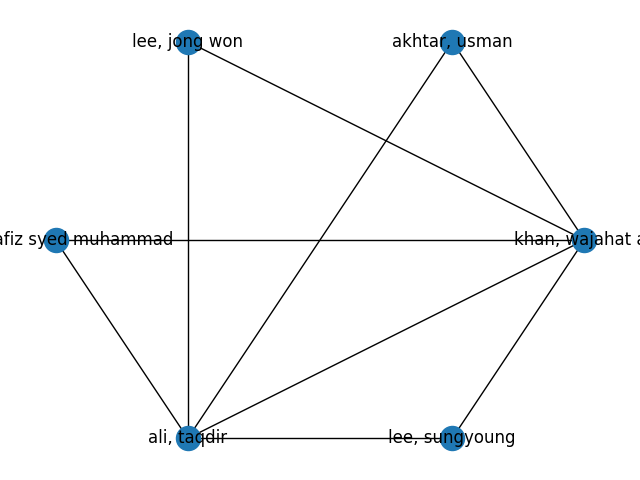 lee, jong won
akhtar, usman
afiz syed muhammad
khan, wajahat a
ali, taqdir
lee, sungyoung